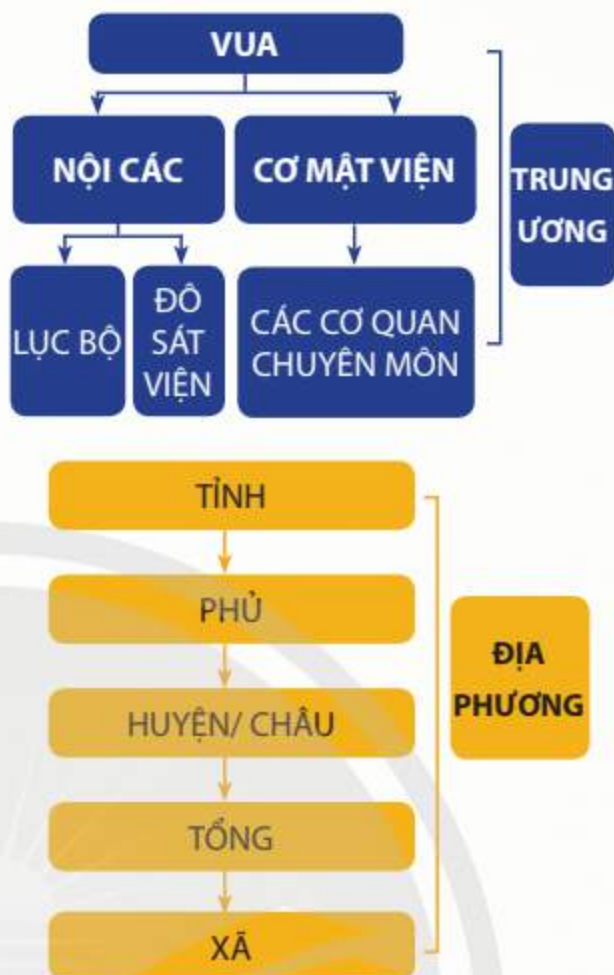 VUA
NỘI CÁC
CƠ MẬT VIỆN
TRUNG
ƯƠNG
LỤC BỘ
ĐÔ
SÁT
VIỆN
CÁC CƠ QUAN
CHUYÊN MÔN
TỈNH
PHỦ
HUYỆN/ CHÂU
TỔNG
XÃ
ĐỊA
PHƯƠNG